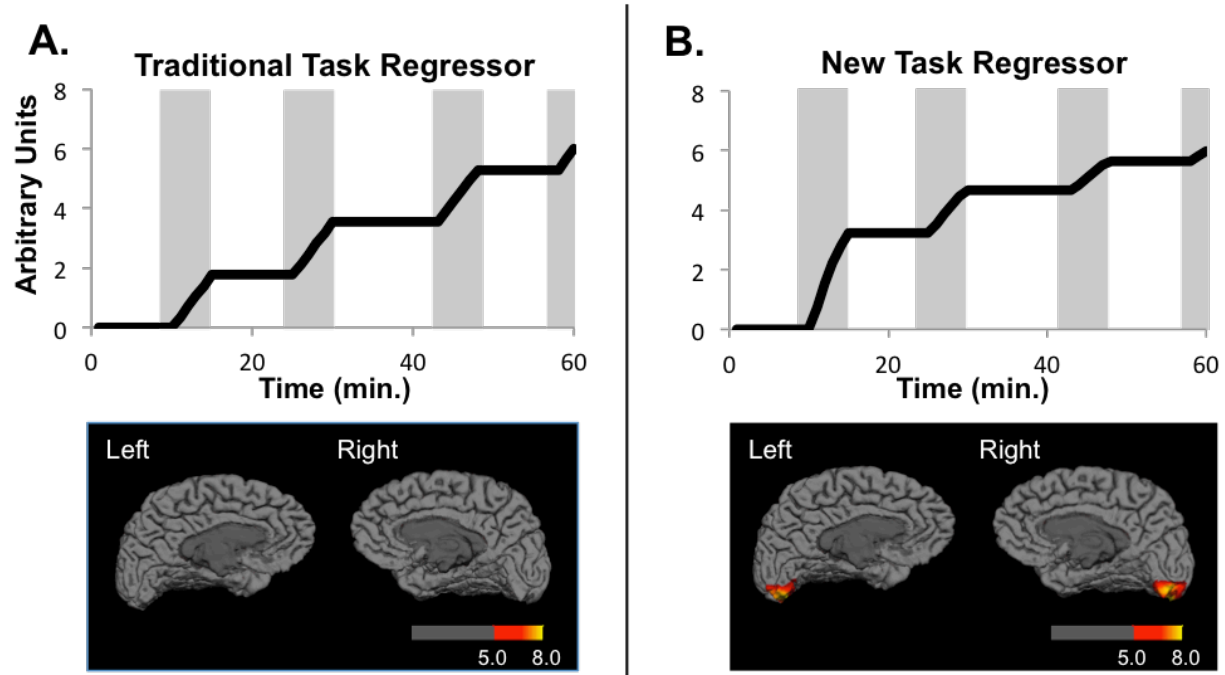 A.
Traditional Task Regressor
Arbitrary Units
8
6
4
2
0
0 20 40 60
Time (min.)
Left Right
5.0 8.0
B.
New Task Regressor
8
6
4
2
0
0 20 40 60
Time (min.)
Left Right
5.0 8.0